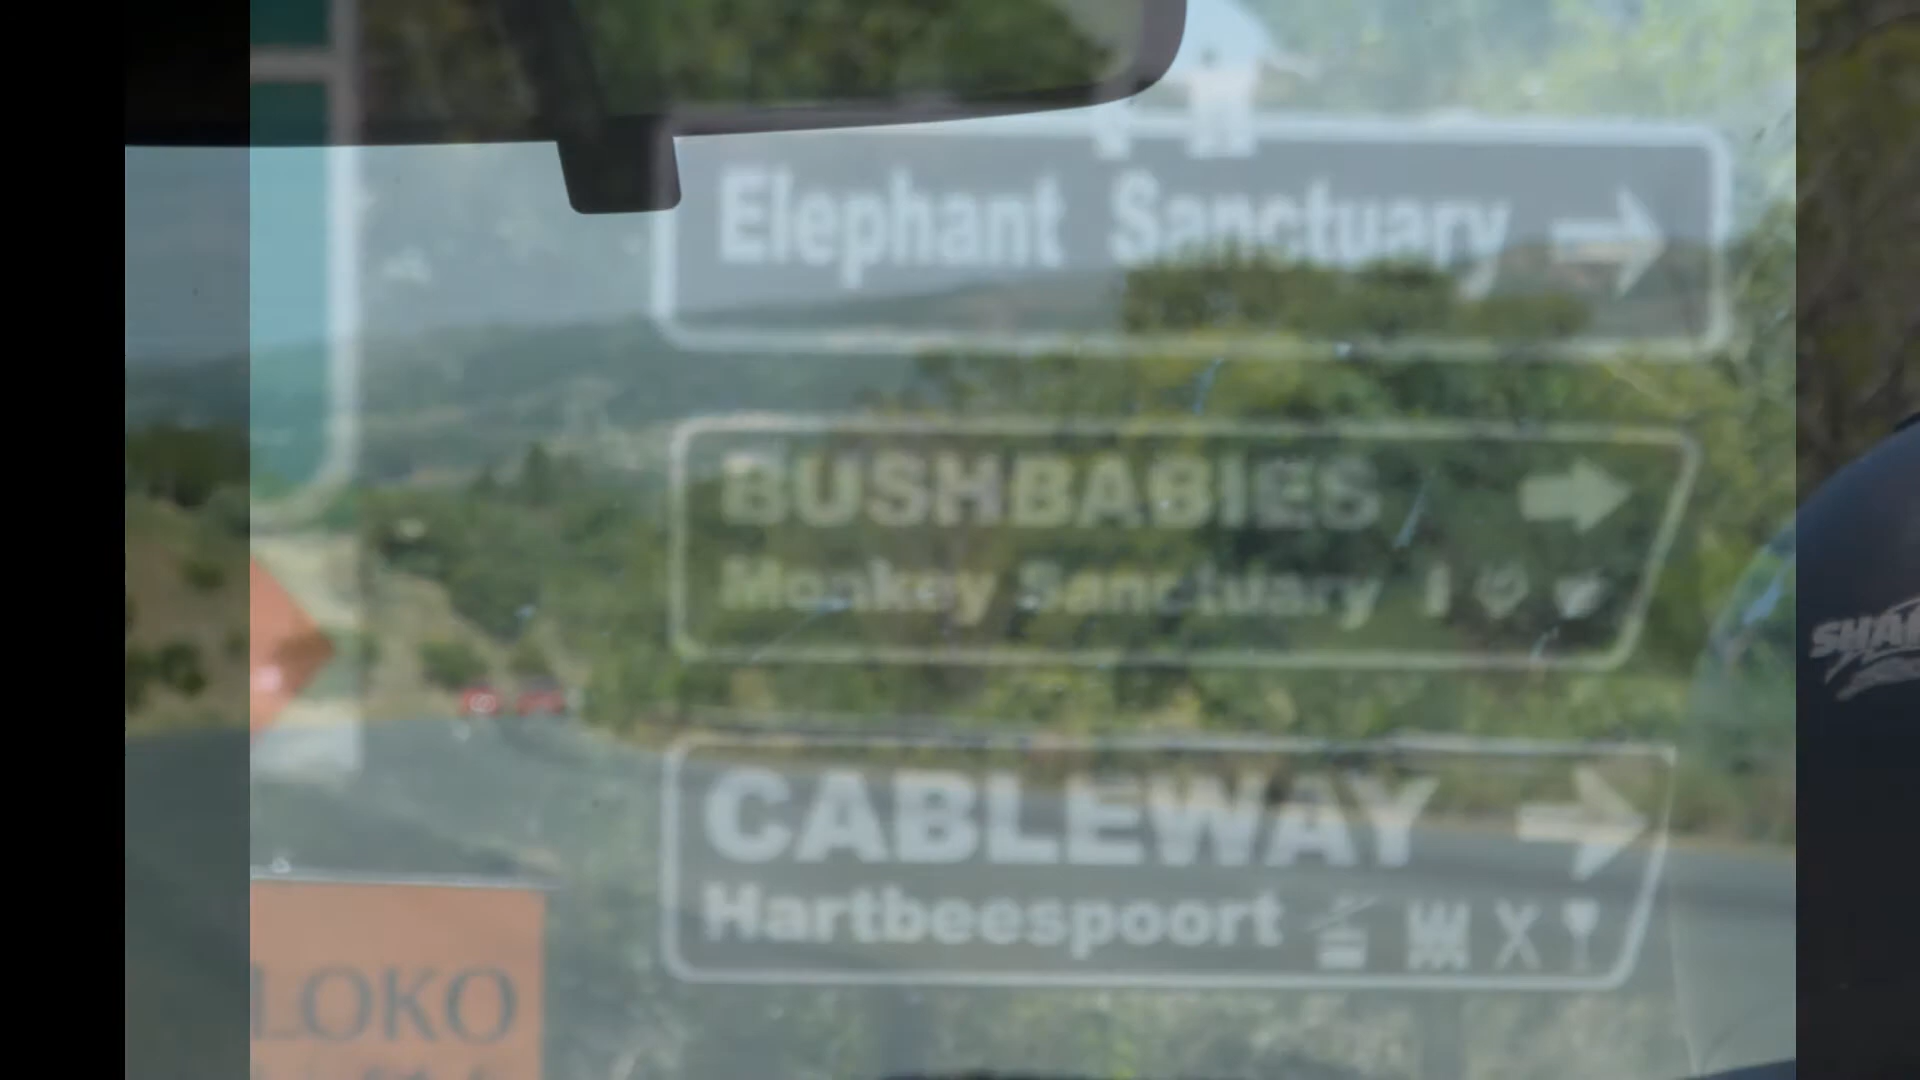 Elephant Sanctuary
BUSHBABIES
Monkey Sanctuary
CABLEWAY
Hartbeespoort
LOKO